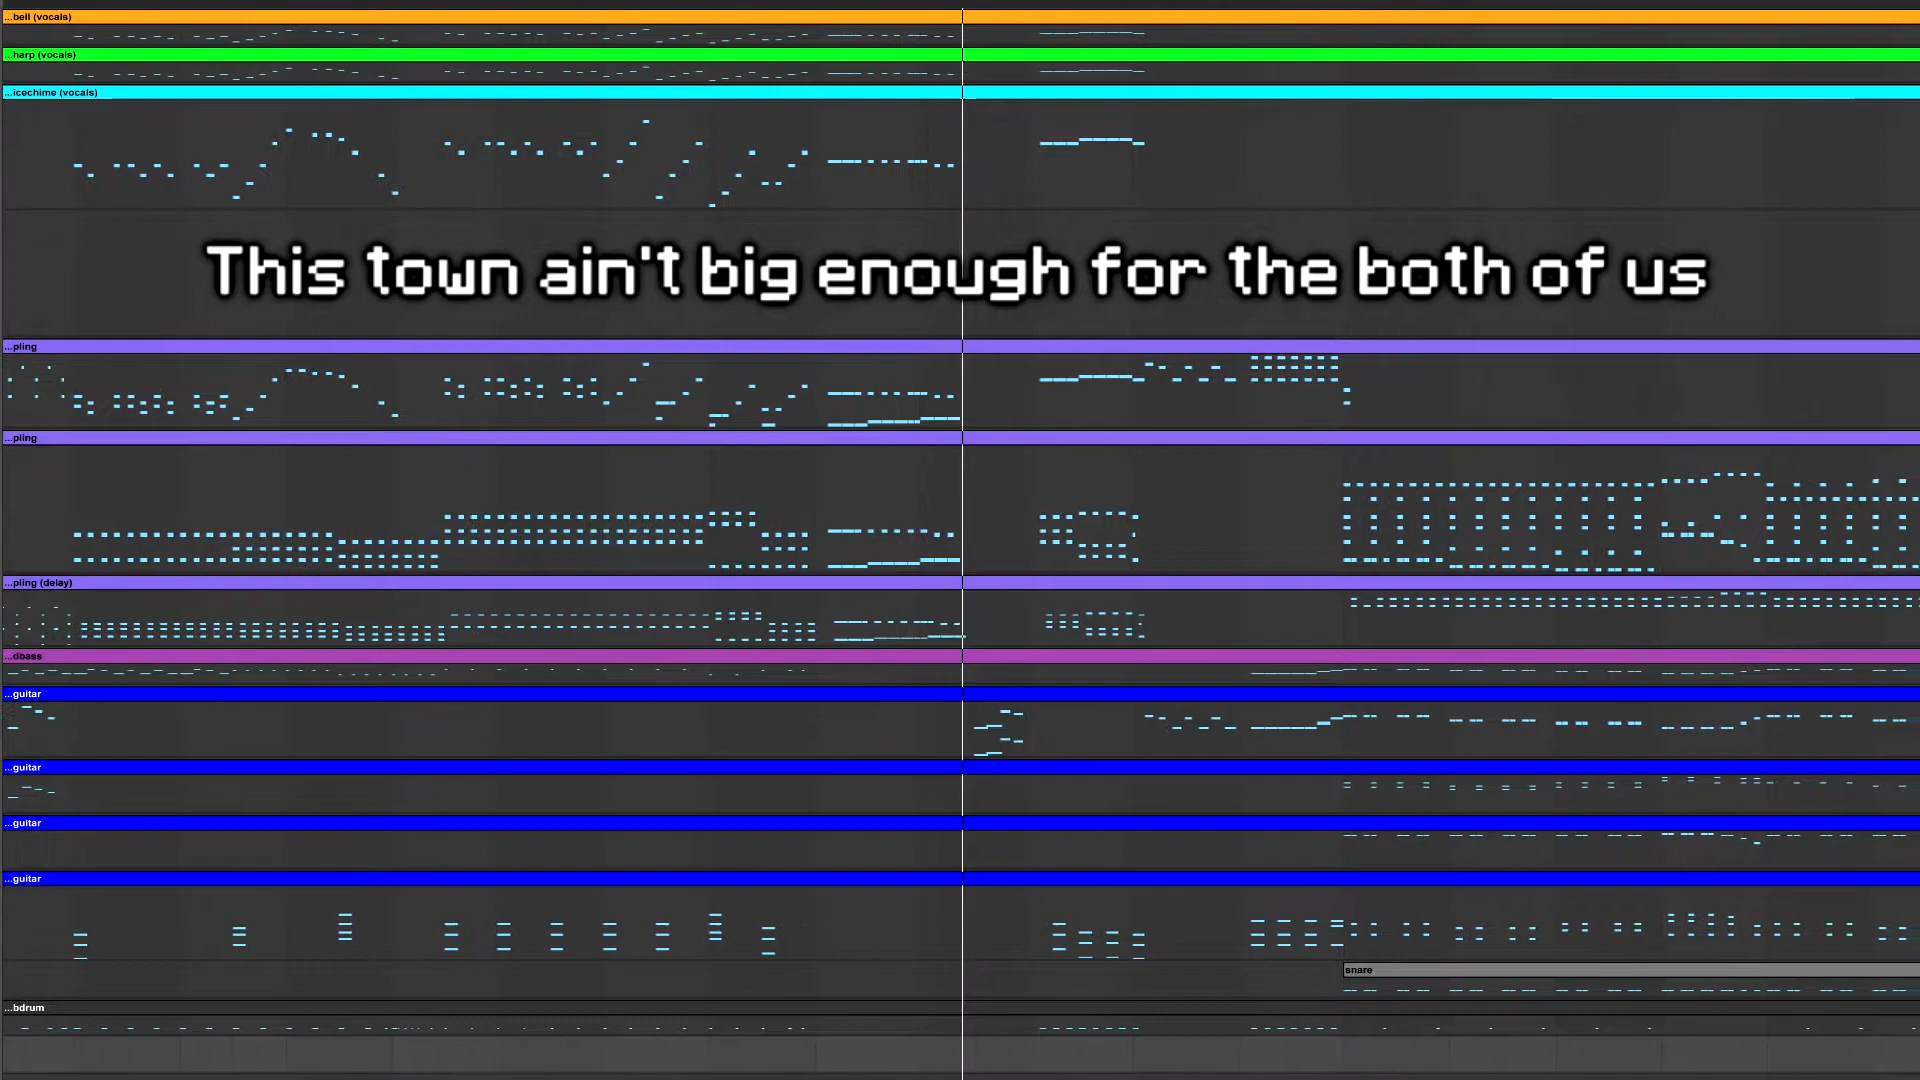 ...bell (vocals)
...harp (vocals)
...icechime (vocals)
This town ain't big enough for the both of us
...pling
...pling
...pling (delay)
...dbass
...guitar
...guitar
...guitar
...guitar
snare
...bdrum